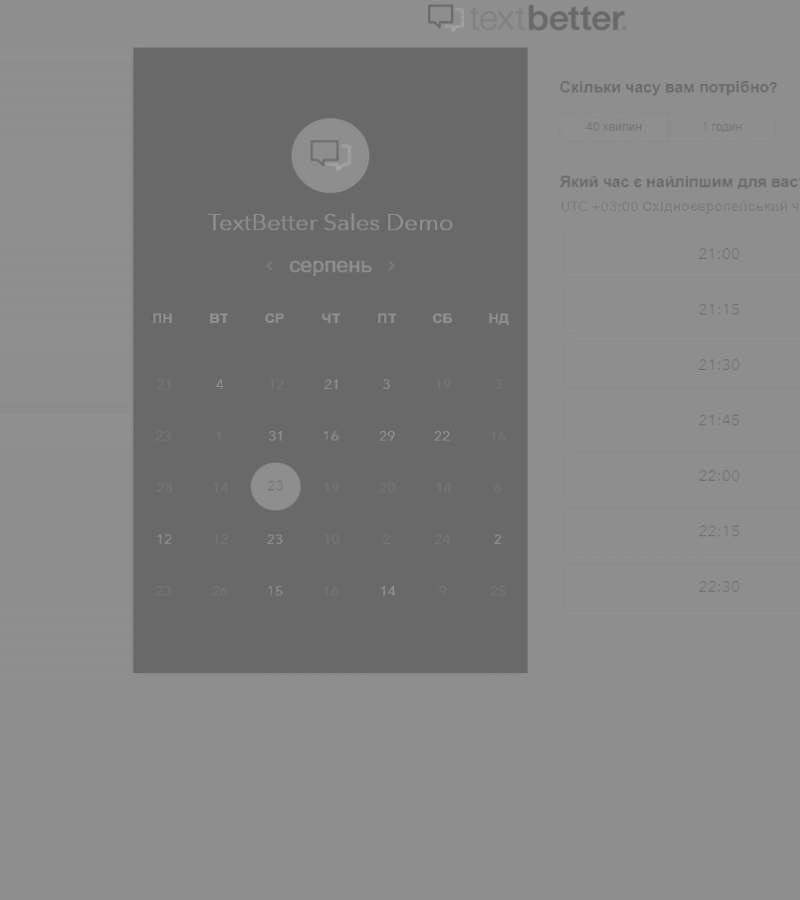 textbetter.
TextBetter Sales Demo
‹ серпень ›
ПН ВТ СР ЧТ ПТ СБ НД
21 4 12 21 3 19 3
23 1 31 16 29 22 16
28 14 23 19 20 14 6
12 12 23 10 2 24 2
23 26 15 16 14 9 25
Скільки часу вам потрібно?
40 хвилин 1 годин
Який час є найліпшим для вас
UTC +03:00 Східноєвропейський ч
21:00
21:15
21:30
21:45
22:00
22:15
22:30